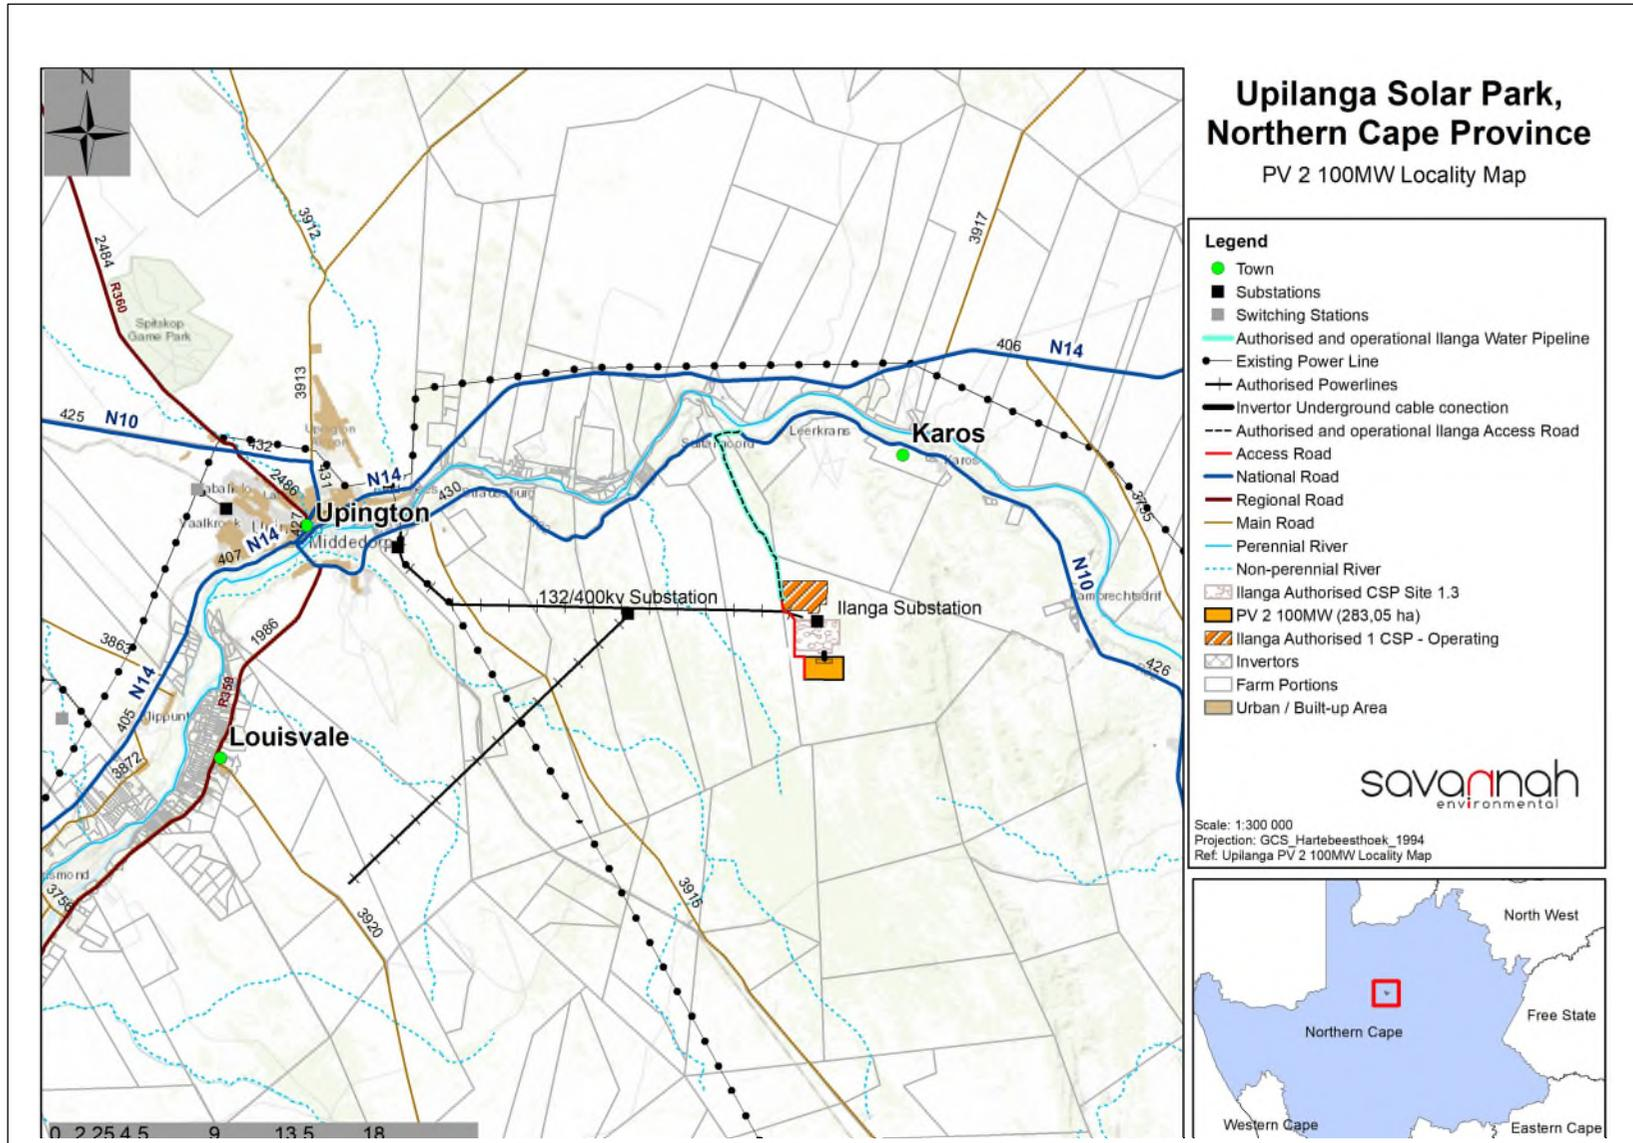 Upilanga Solar Park,
Northern Cape Province
PV 2 100MW Locality Map
N
3912
3917
2484
R360
Spitskop
Game Park
3913
406
N14
425
N10
432
Upington
Airport
431
2486
N14
430
Straussburg
Leerkrans
Karos
Karos
3735
Upington
Middedorp
407
N14
132/400kv Substation
Ilanga Substation
N10
426
3863
1986
N14
405
R359
Louisvale
3872
3756
3920
3915
0 2.25 4.5 9 13.5 18
Legend
Town
Substations
Switching Stations
Authorised and operational Ilanga Water Pipeline
Existing Power Line
Authorised Powerlines
Invertor Underground cable conection
Authorised and operational Ilanga Access Road
Access Road
National Road
Regional Road
Main Road
Perennial River
Non-perennial River
Ilanga Authorised CSP Site 1.3
PV 2 100MW (283,05 ha)
Ilanga Authorised 1 CSP - Operating
Invertors
Farm Portions
Urban / Built-up Area
savannah
environmental
Scale: 1:300 000
Projection: GCS_Hartebeesthoek_1994
Ref: Upilanga PV 2 100MW Locality Map
North West
Free State
Northern Cape
Western Cape
Eastern Cape